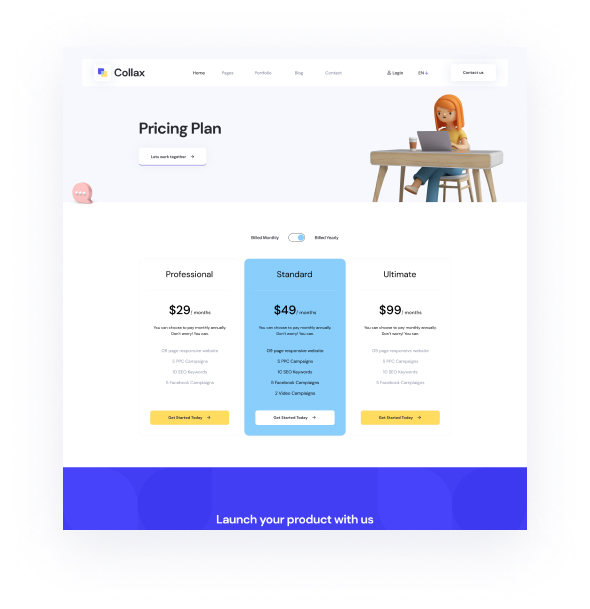 Collax
Home
Pages
Portfolio
Blog
Contact
Login
EN
Contact us
Pricing Plan
Lets work together →
Billed Monthly
Billed Yearly
Professional
$29/ months
You can choose to pay monthly annually.
Don't worry! You can.
09 page responsive website
5 PPC Campaigns
10 SEO Keywords
5 Facebook Campaigns
Get Started Today →
Standard
$49/ months
You can choose to pay monthly annually.
Don't worry! You can.
09 page responsive website
5 PPC Campaigns
10 SEO Keywords
5 Facebook Campaigns
2 Video Campaigns
Get Started Today →
Ultimate
$99/ months
You can choose to pay monthly annually.
Don't worry! You can.
09 page responsive website
5 PPC Campaigns
10 SEO Keywords
5 Facebook Campaigns
Get Started Today →
Launch your product with us